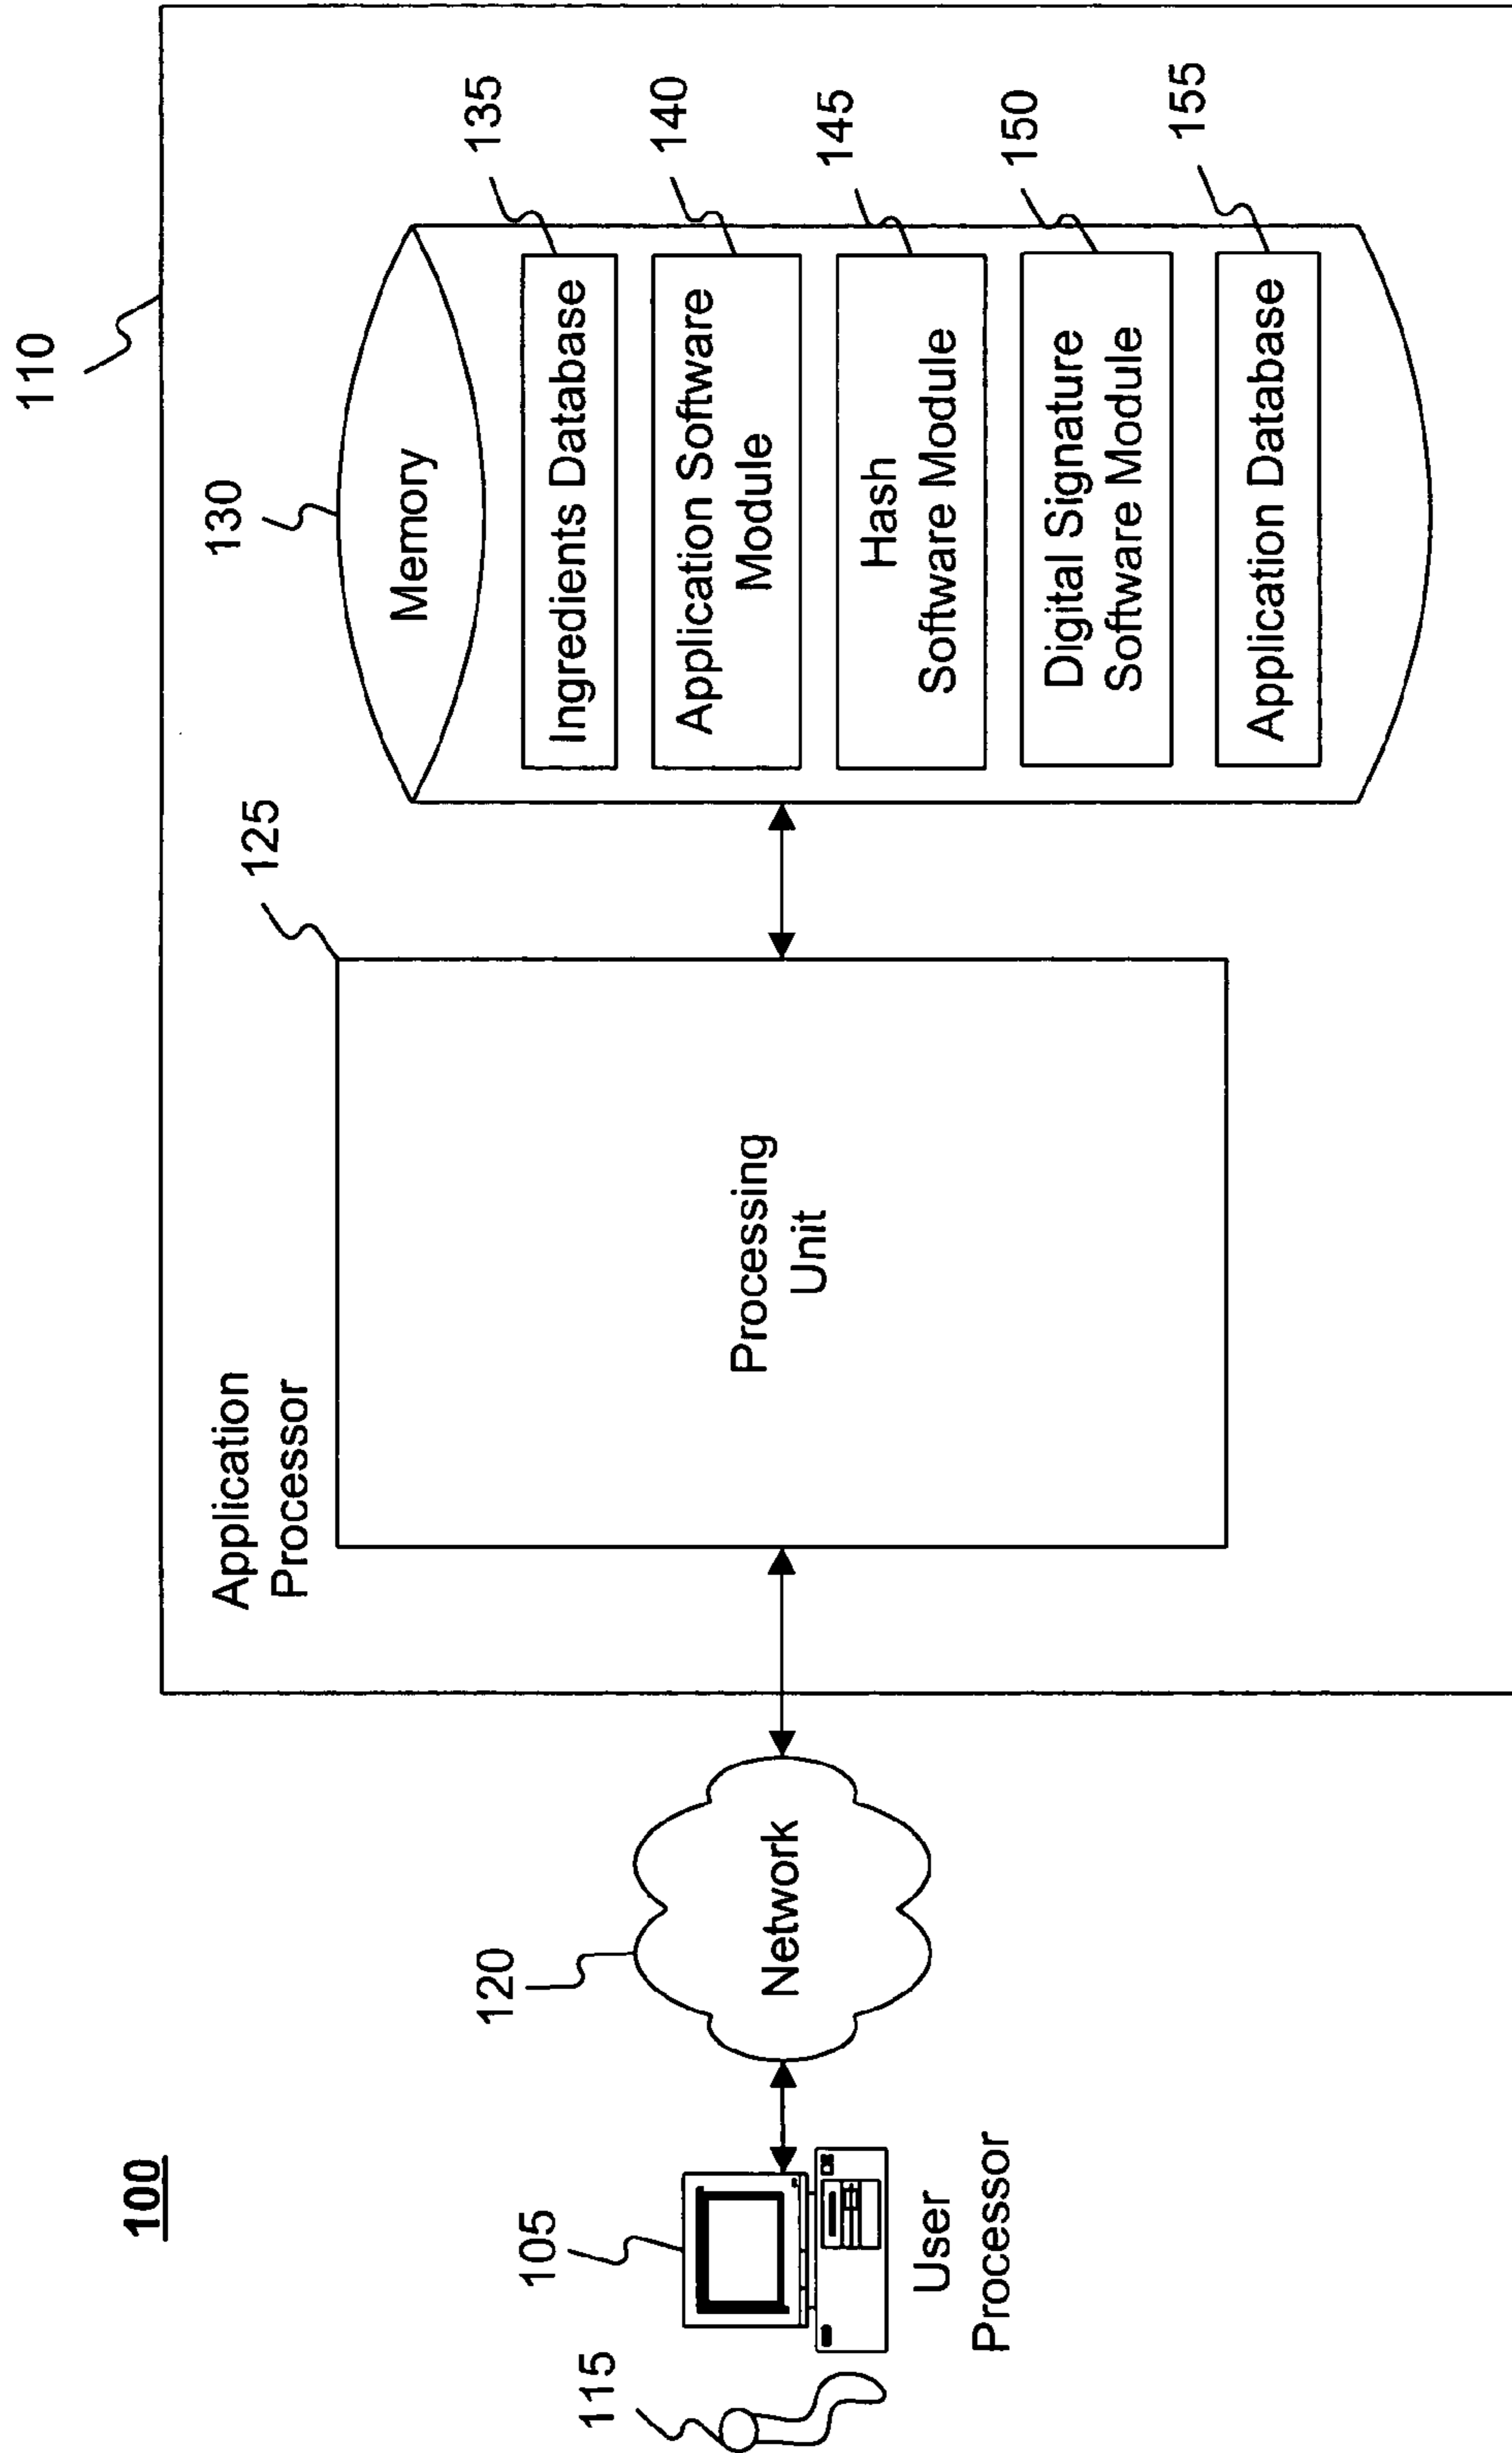 100
110
Application
Processor
125
130
Memory
Ingredients Database
135
Application Software
Module
140
Hash
Software Module
145
Digital Signature
Software Module
150
Application Database
155
Processing
Unit
120
Network
105
115
User
Processor